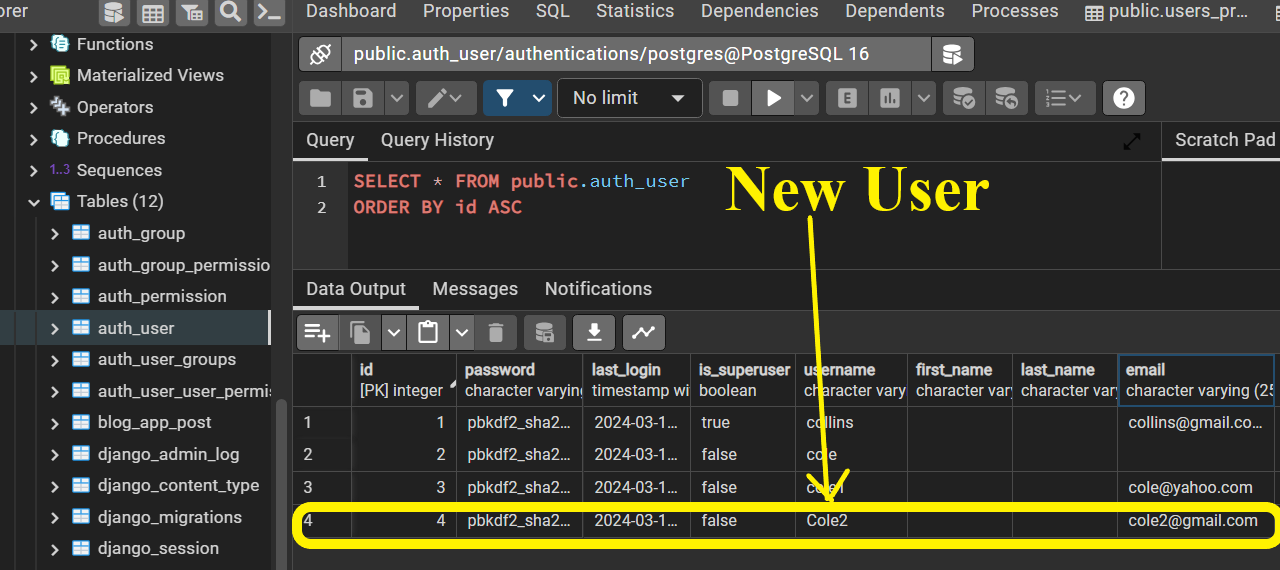 orer
Dashboard Properties SQL Statistics Dependencies Dependents Processes public.users_pr...
Functions
Materialized Views
Operators
Procedures
1..3 Sequences
Tables (12)
auth_group
auth_group_permissio
auth_permission
auth_user
auth_user_groups
auth_user_user_permis
blog_app_post
django_admin_log
django_content_type
django_migrations
django_session
public.auth_user/authentications/postgres@PostgreSQL 16
No limit
E
Query Query History Scratch Pad
1 SELECT * FROM public.auth_user
2 ORDER BY id ASC
New User
Data Output Messages Notifications
id password last_login is_superuser username first_name last_name email
[PK] integer character varying timestamp wi boolean character vary character vary character vary character varying (25
1 1 pbkdf2_sha2... 2024-03-1... true collins collins@gmail.co...
2 2 pbkdf2_sha2... 2024-03-1... false cole
3 3 pbkdf2_sha2... 2024-03-1... false cole1 cole@yahoo.com
4 4 pbkdf2_sha2... 2024-03-1... false Cole2 cole2@gmail.com